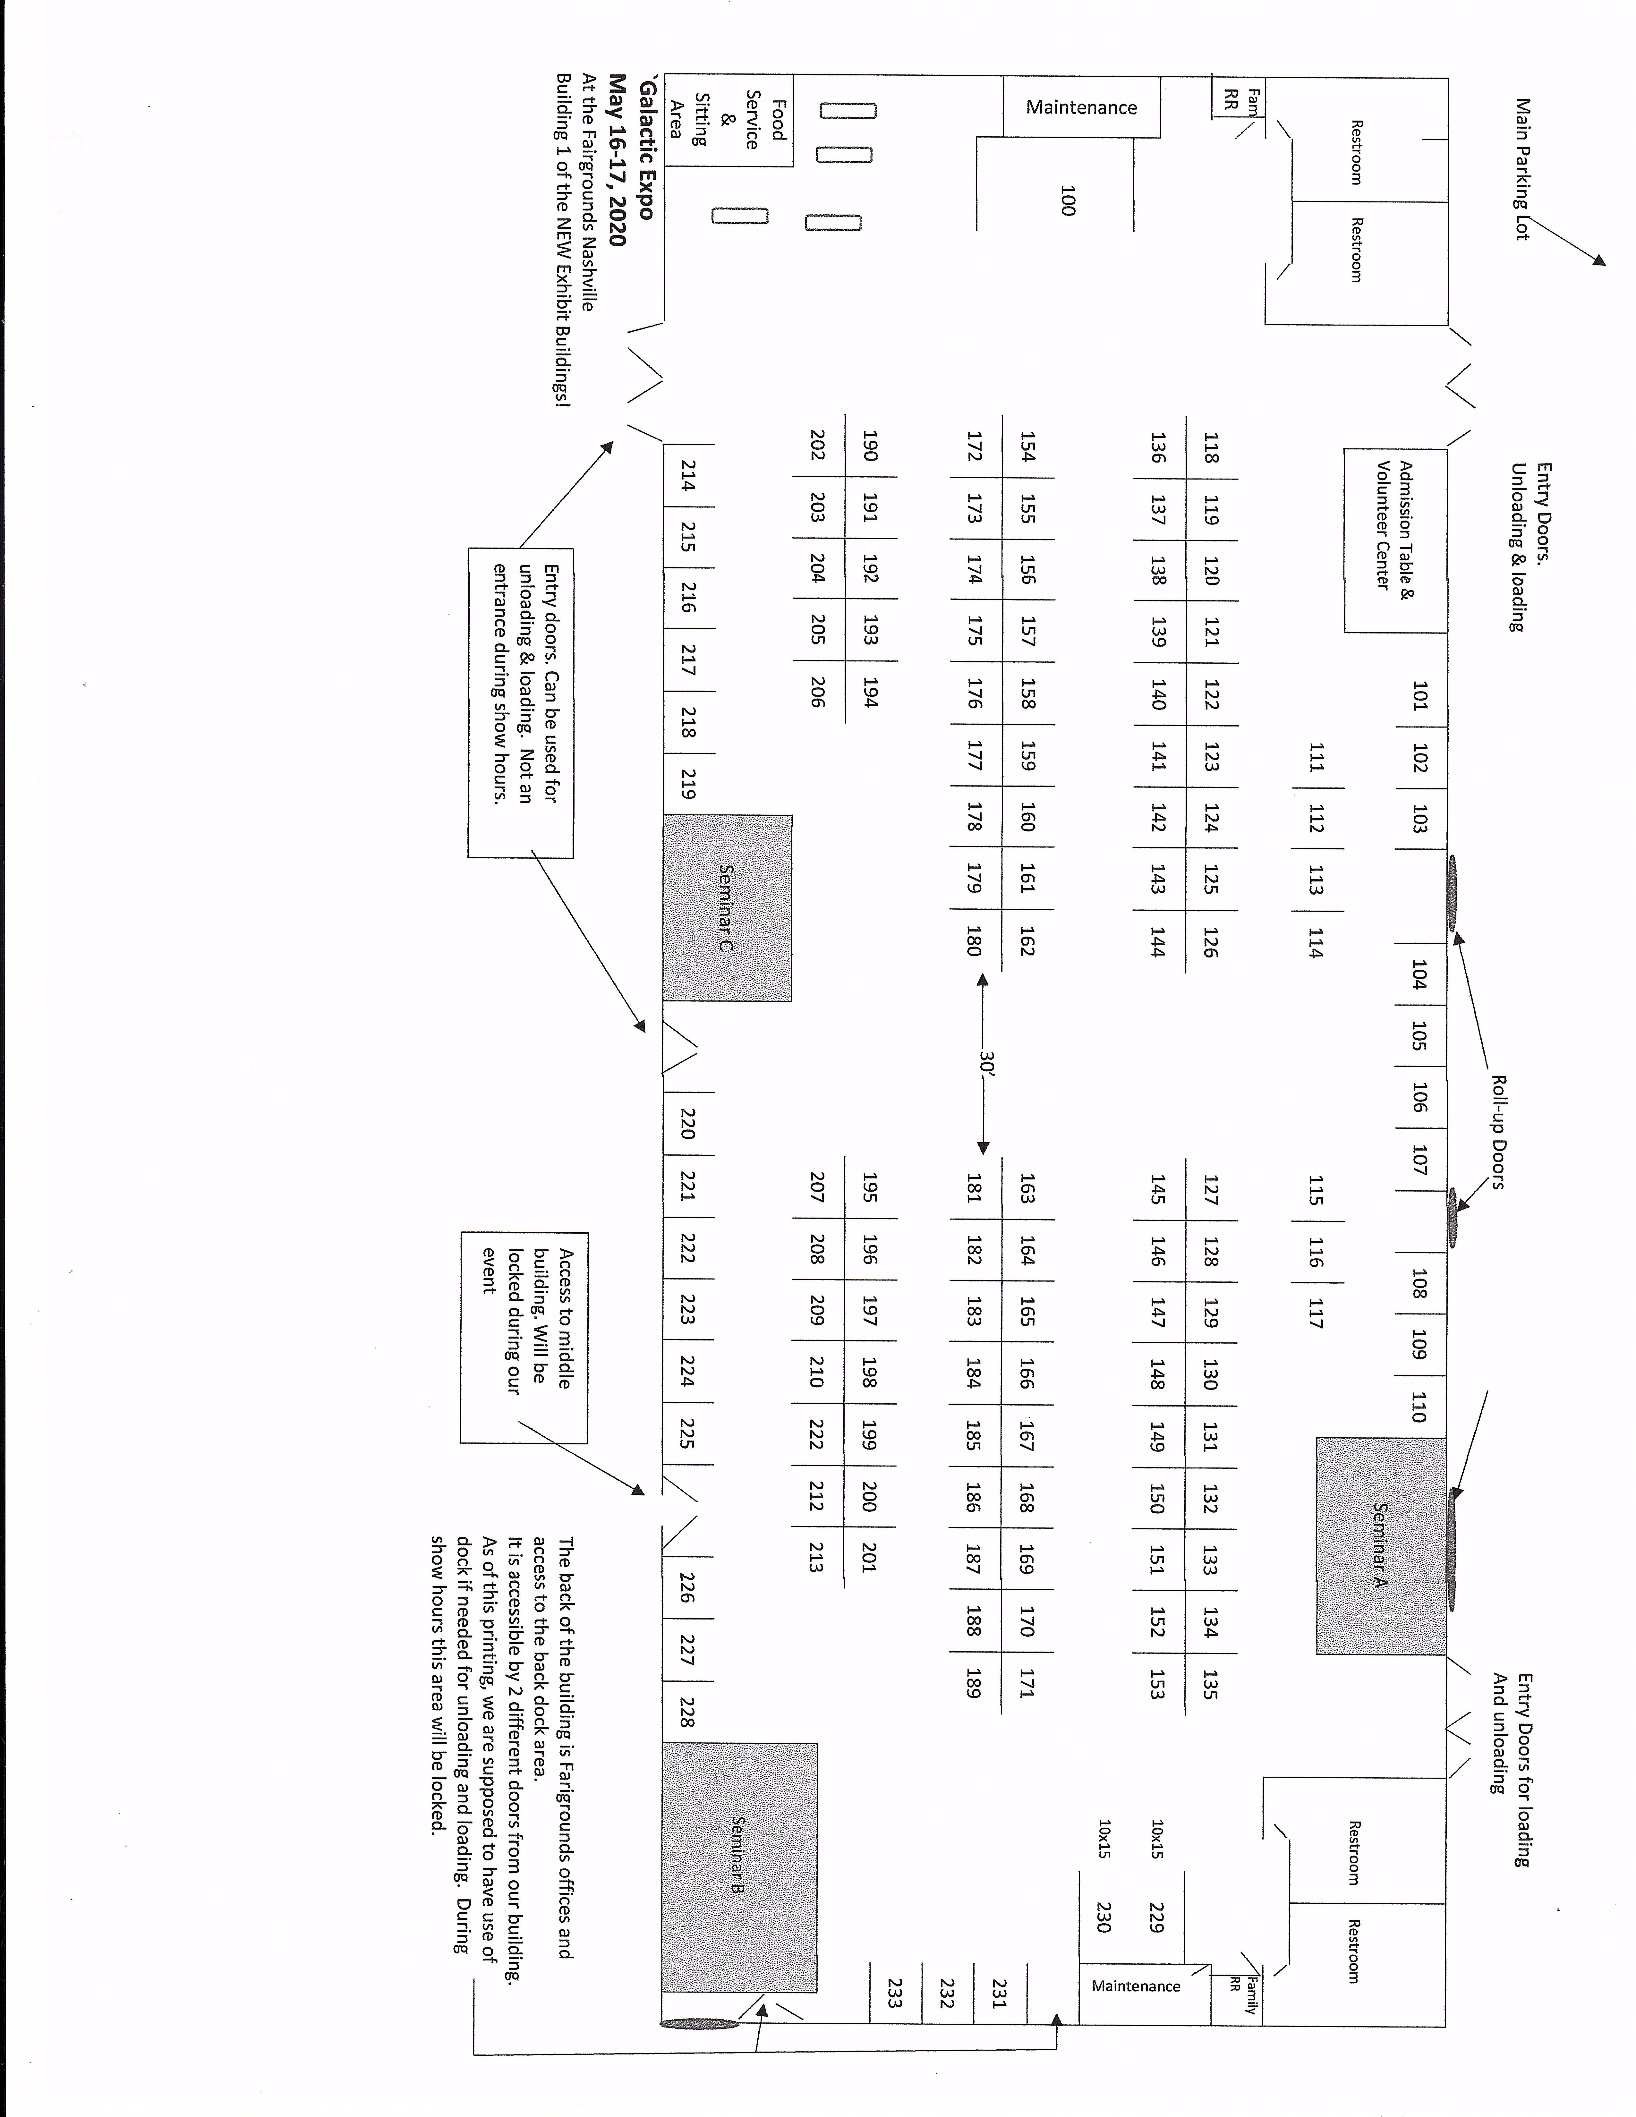 Main Parking Lot
Entry Doors.
Unloading & loading
Roll-up Doors
Entry Doors for loading
And unloading
Restroom
Restroom
Admission Table &
Volunteer Center
101 102 103 104 105 106 107 108 109 110
Seminar A
Restroom
Restroom
111 112 113 114 115 116 117
Fam
RR
Family
RR
118 119 120 121 122 123 124 125 126 127 128 129 130 131 132 133 134 135
136 137 138 139 140 141 142 143 144 145 146 147 148 149 150 151 152 153
10x15 229
10x15 230
Maintenance
Maintenance
100
154 155 156 157 158 159 160 161 162 163 164 165 166 167 168 169 170 171
30'
172 173 174 175 176 177 178 179 180 181 182 183 184 185 186 187 188 189
231
232
233
190 191 192 193 194 195 196 197 198 199 200 201
202 203 204 205 206 207 208 209 210 222 212 213
Food
Service
&
Sitting
Area
Seminar C
Seminar B
214 215 216 217 218 219 220 221 222 223 224 225 226 227 228
`Galactic Expo
May 16-17, 2020
At the Fairgrounds Nashville
Building 1 of the NEW Exhibit Buildings!
Entry doors. Can be used for
unloading & loading. Not an
entrance during show hours.
Access to middle
building. Will be
locked during our
event
The back of the building is Farigrounds offices and
access to the back dock area.
It is accessible by 2 different doors from our building.
As of this printing, we are supposed to have use of
dock if needed for unloading and loading. During
show hours this area will be locked.